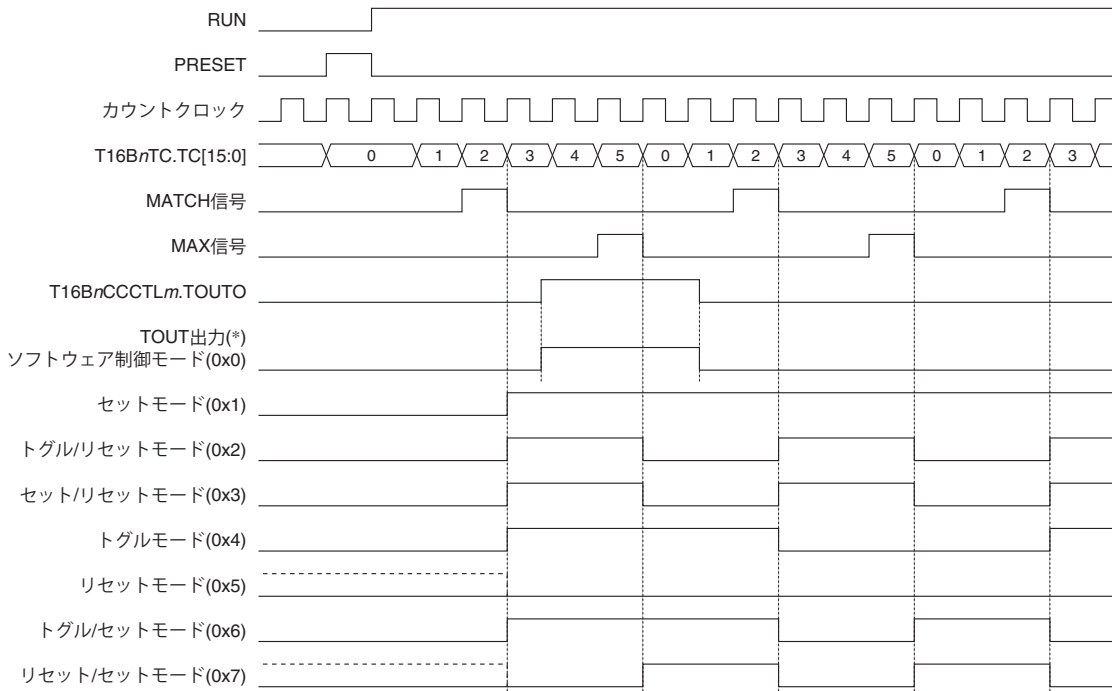 RUN
PRESET
カウントクロック
T16BnTC.TC[15:0] 0 1 2 3 4 5 0 1 2 3 4 5 0 1 2 3
MATCH信号
MAX信号
T16BnCCCTLm.TOUTO
TOUT出力(*)
ソフトウェア制御モード(0x0)
セットモード(0x1)
トグル/リセットモード(0x2)
セット/リセットモード(0x3)
トグルモード(0x4)
リセットモード(0x5)
トグル/セットモード(0x6)
リセット/セットモード(0x7)